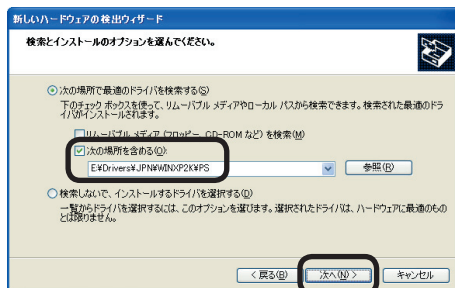 新しいハードウェアの検出ウィザード
検索とインストールのオプションを選んでください。
次の場所で最適のドライバを検索する(S)
下のチェック ボックスを使って、リムーバブル メディアやローカル パスから検索できます。検索された最適のドラ
イバがインストールされます。
リムーバブル メディア (フロッピー、CD-ROM など) を検索(M)
次の場所を含める(O):
E:¥Drivers¥JPN¥WINXP2K¥PS
参照(R)
検索しないで、インストールするドライバを選択する(D)
一覧からドライバを選択するには、このオプションを選びます。選択されたドライバは、ハードウェアに最適のもの
とは限りません。
< 戻る(B)
次へ(N) >
キャンセル